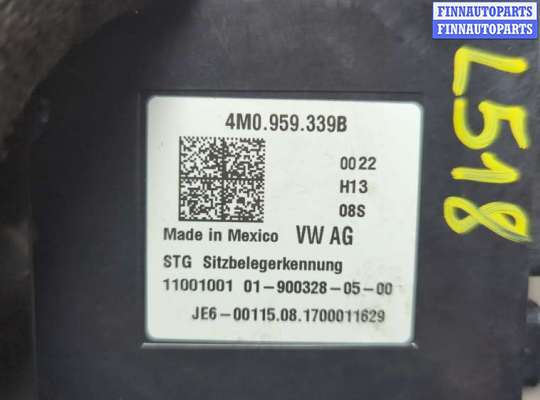 FINNAUTOPARTS
FINNAUTOPARTS
L518
4M0.959.339B
0022
H13
08S
Made in Mexico VW AG
STG Sitzbelegerkennung
11001001 01-900328-05-00
JE6-00115.08.1700011629